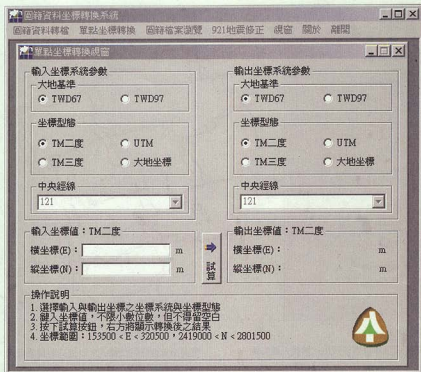 圖籍資料坐標轉換系統
圖籍資料轉檔 單點坐標轉換 圖籍檔案瀏覽 921地震修正 視窗 關於 離開
單點坐標轉換視窗
輸入坐標系統參數
大地基準
TWD67 TWD97
坐標型態
TM二度 UTM
TM三度 大地坐標
中央經線
121
輸出坐標系統參數
大地基準
TWD67 TWD97
坐標型態
TM二度 UTM
TM三度 大地坐標
中央經線
121
輸入坐標值：TM二度
橫坐標(E)： m
縱坐標(N)： m
試算
輸出坐標值：TM二度
橫坐標(E)： m
縱坐標(N)： m
操作說明
1. 選擇輸入與輸出坐標之坐標系統與坐標型態
2. 鍵入坐標值，不限小數位數，但不得留空白
3. 按下試算按鈕，右方將顯示轉換後之結果
4. 坐標範圍：153500 < E < 320500，2419000 < N < 2801500